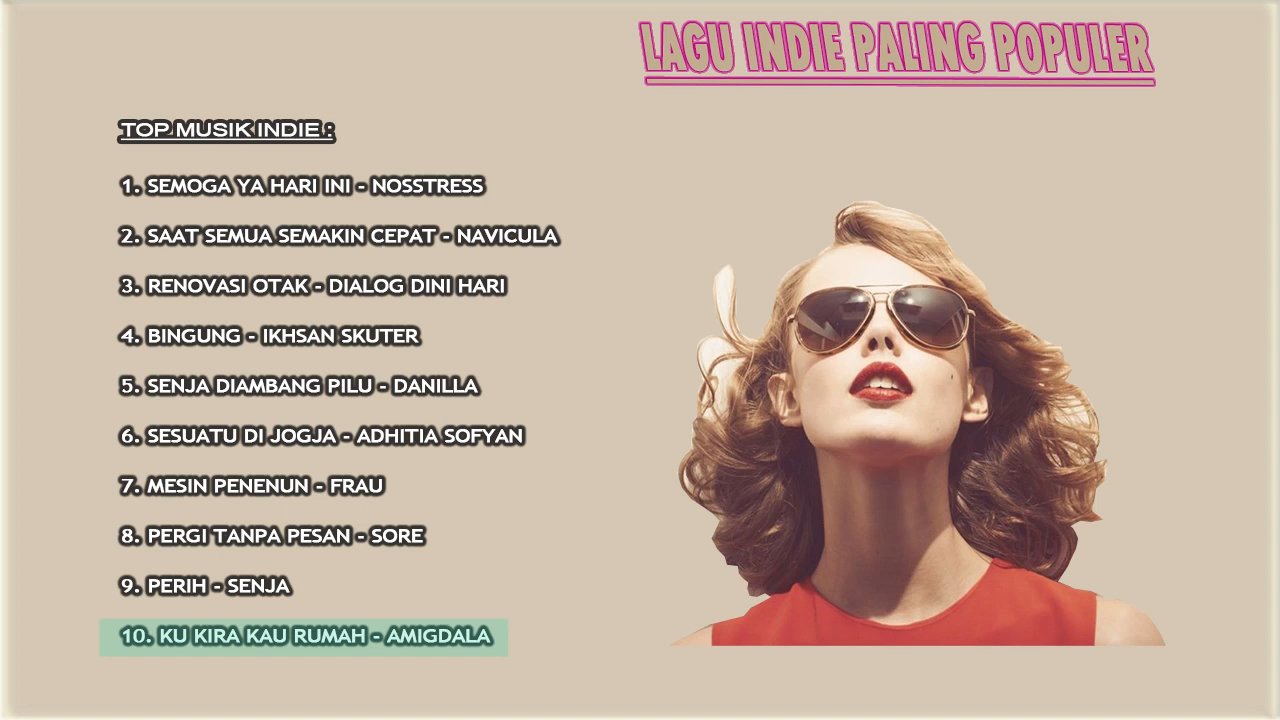 LAGU INDIE PALING POPULER
TOP MUSIK INDIE :
1. SEMOGA YA HARI INI - NOSSTRESS
2. SAAT SEMUA SEMAKIN CEPAT - NAVICULA
3. RENOVASI OTAK - DIALOG DINI HARI
4. BINGUNG - IKHSAN SKUTER
5. SENJA DIAMBANG PILU - DANILLA
6. SESUATU DI JOGJA - ADHITIA SOFYAN
7. MESIN PENENUN - FRAU
8. PERGI TANPA PESAN - SORE
9. PERIH - SENJA
10. KU KIRA KAU RUMAH - AMIGDALA